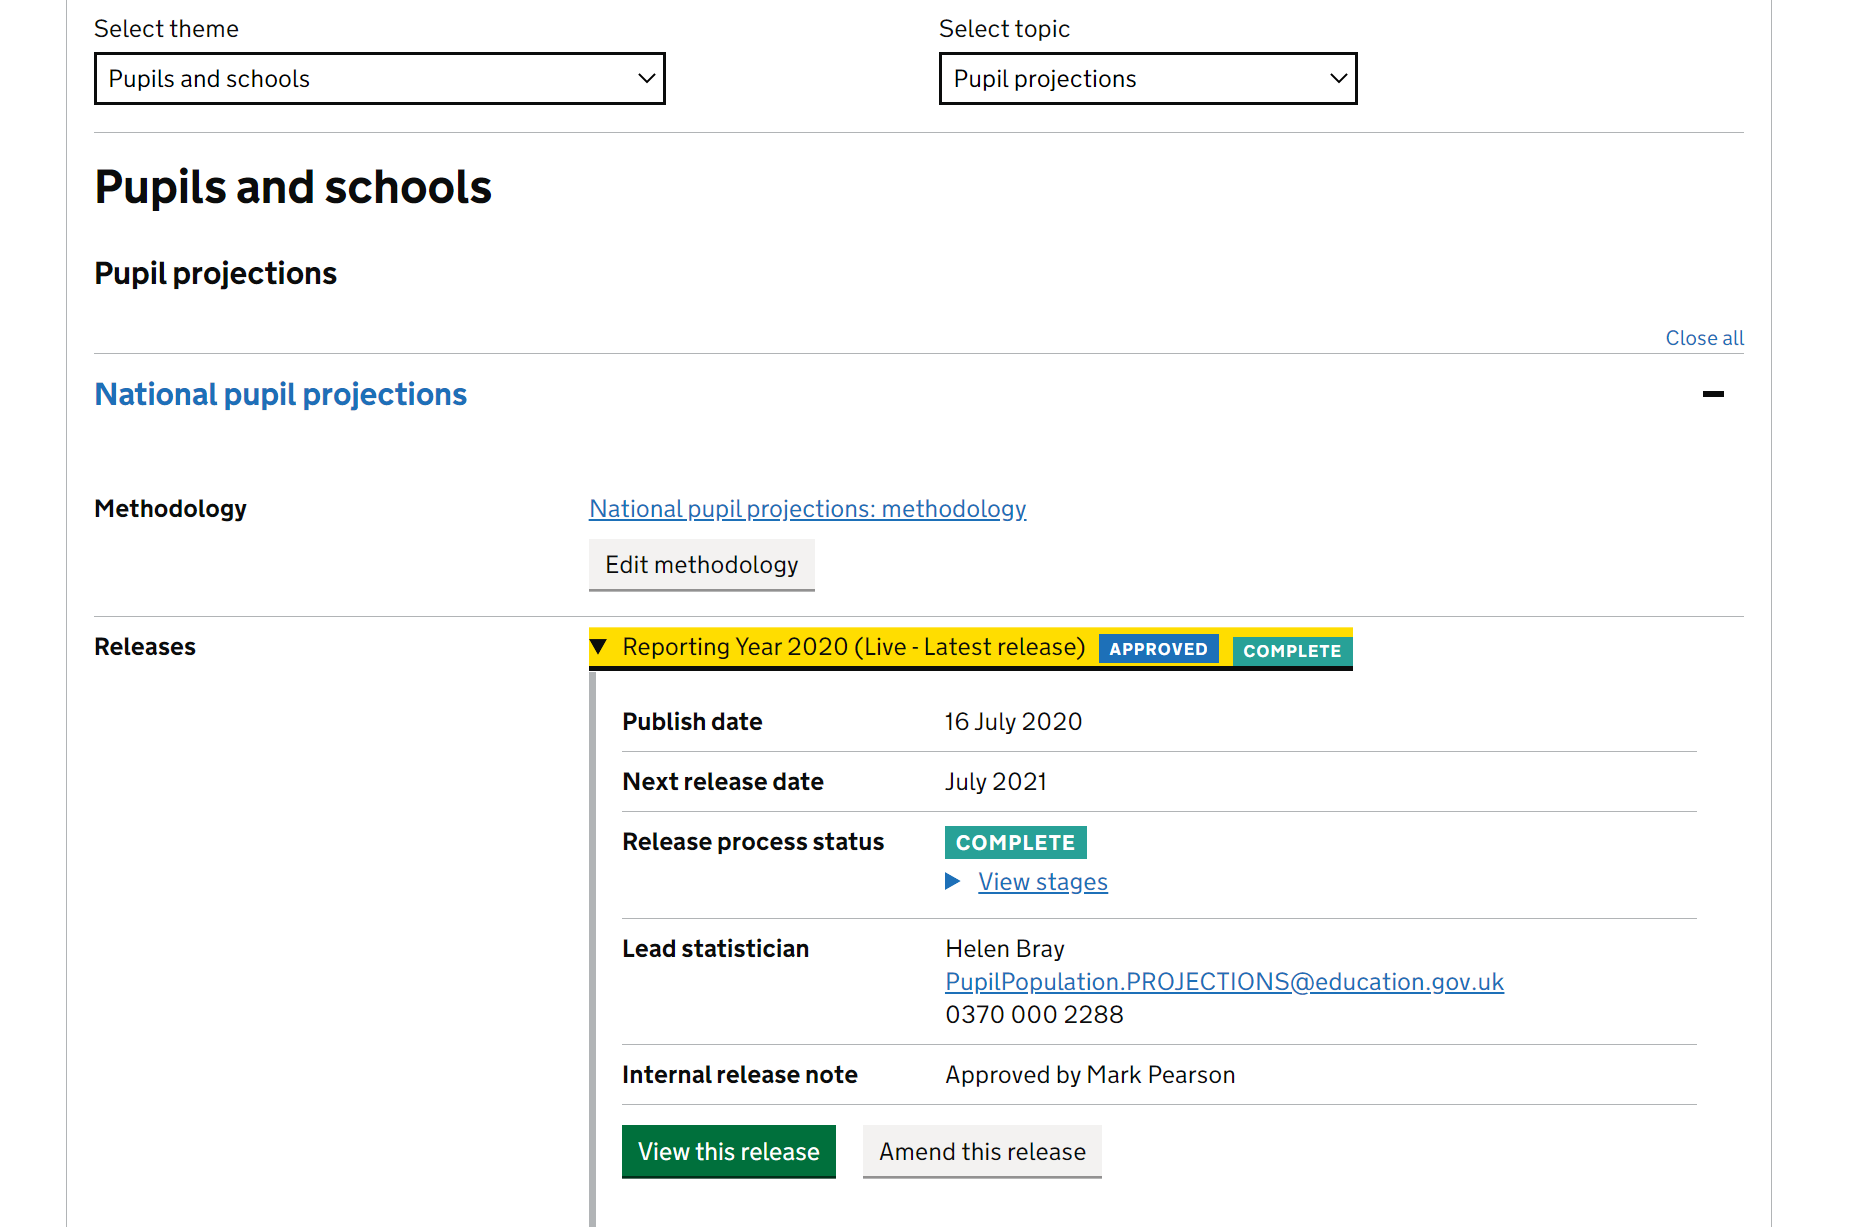 Select theme
Select topic
Pupils and schools
Pupil projections
Pupils and schools
Pupil projections
Close all
National pupil projections
Methodology
National pupil projections: methodology
Edit methodology
Releases
Reporting Year 2020 (Live - Latest release) APPROVED COMPLETE
Publish date
16 July 2020
Next release date
July 2021
Release process status
COMPLETE
View stages
Lead statistician
Helen Bray
PupilPopulation.PROJECTIONS@education.gov.uk
0370 000 2288
Internal release note
Approved by Mark Pearson
View this release
Amend this release